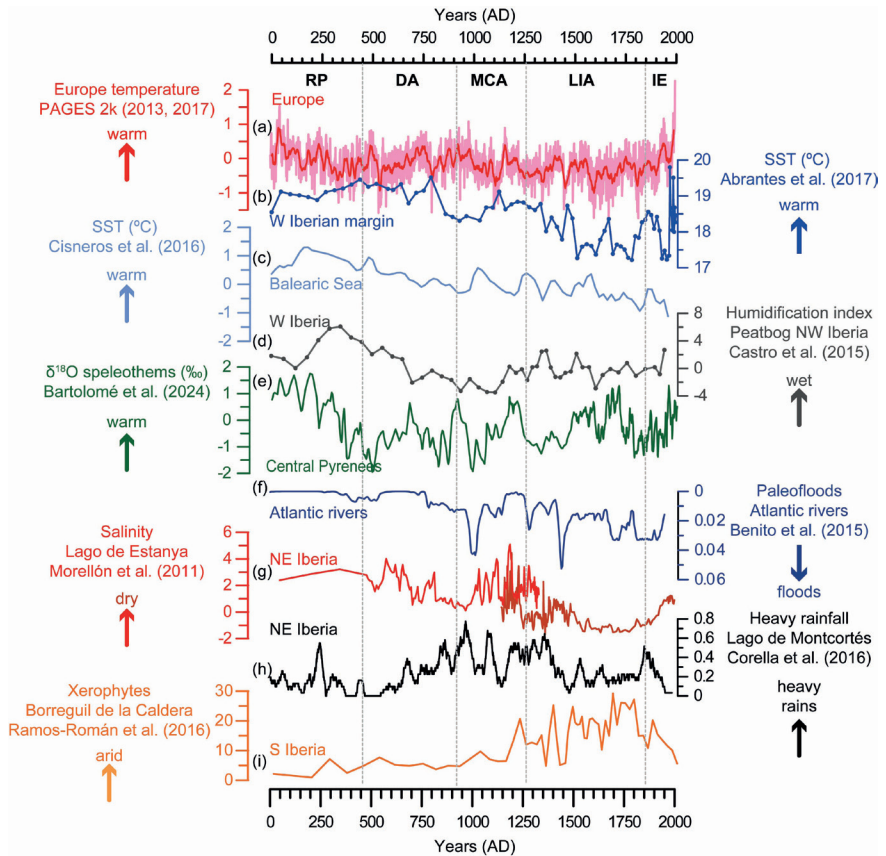 Years (AD)
0 250 500 750 1000 1250 1500 1750 2000
RP DA MCA LIA IE
Europe temperature
PAGES 2k (2013, 2017)
warm
2
1
0
-1
(a)
Europe
(b)
W Iberian margin
20
19
18
17
SST (ºC)
Abrantes et al. (2017)
warm
SST (ºC)
Cisneros et al. (2016)
warm
2
1
0
-1
-2
(c)
Balearic Sea
(d)
W Iberia
8
4
0
-4
Humidification index
Peatbog NW Iberia
Castro et al. (2015)
wet
δ18O speleothems (‰)
Bartolomé et al. (2024)
warm
2
1
0
-1
-2
(e)
Central Pyrenees
(f)
Atlantic rivers
0
0.02
0.04
0.06
Paleofloods
Atlantic rivers
Benito et al. (2015)
floods
Salinity
Lago de Estanya
Morellón et al. (2011)
dry
6
4
2
0
-2
NE Iberia
(g)
NE Iberia
(h)
0.8
0.6
0.4
0.2
0
Heavy rainfall
Lago de Montcortés
Corella et al. (2016)
heavy
rains
Xerophytes
Borreguil de la Caldera
Ramos-Román et al. (2016)
arid
30
20
10
5
0
(i)
S Iberia
0 250 500 750 1000 1250 1500 1750 2000
Years (AD)